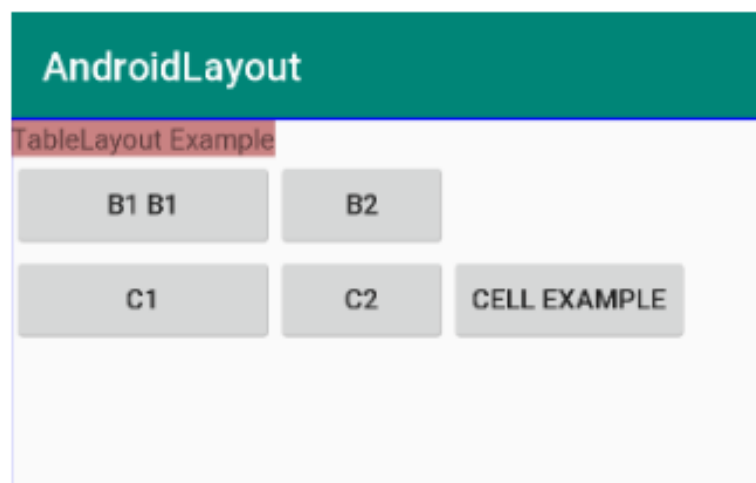 AndroidLayout
TableLayout Example
B1 B1 B2
C1 C2 CELL EXAMPLE